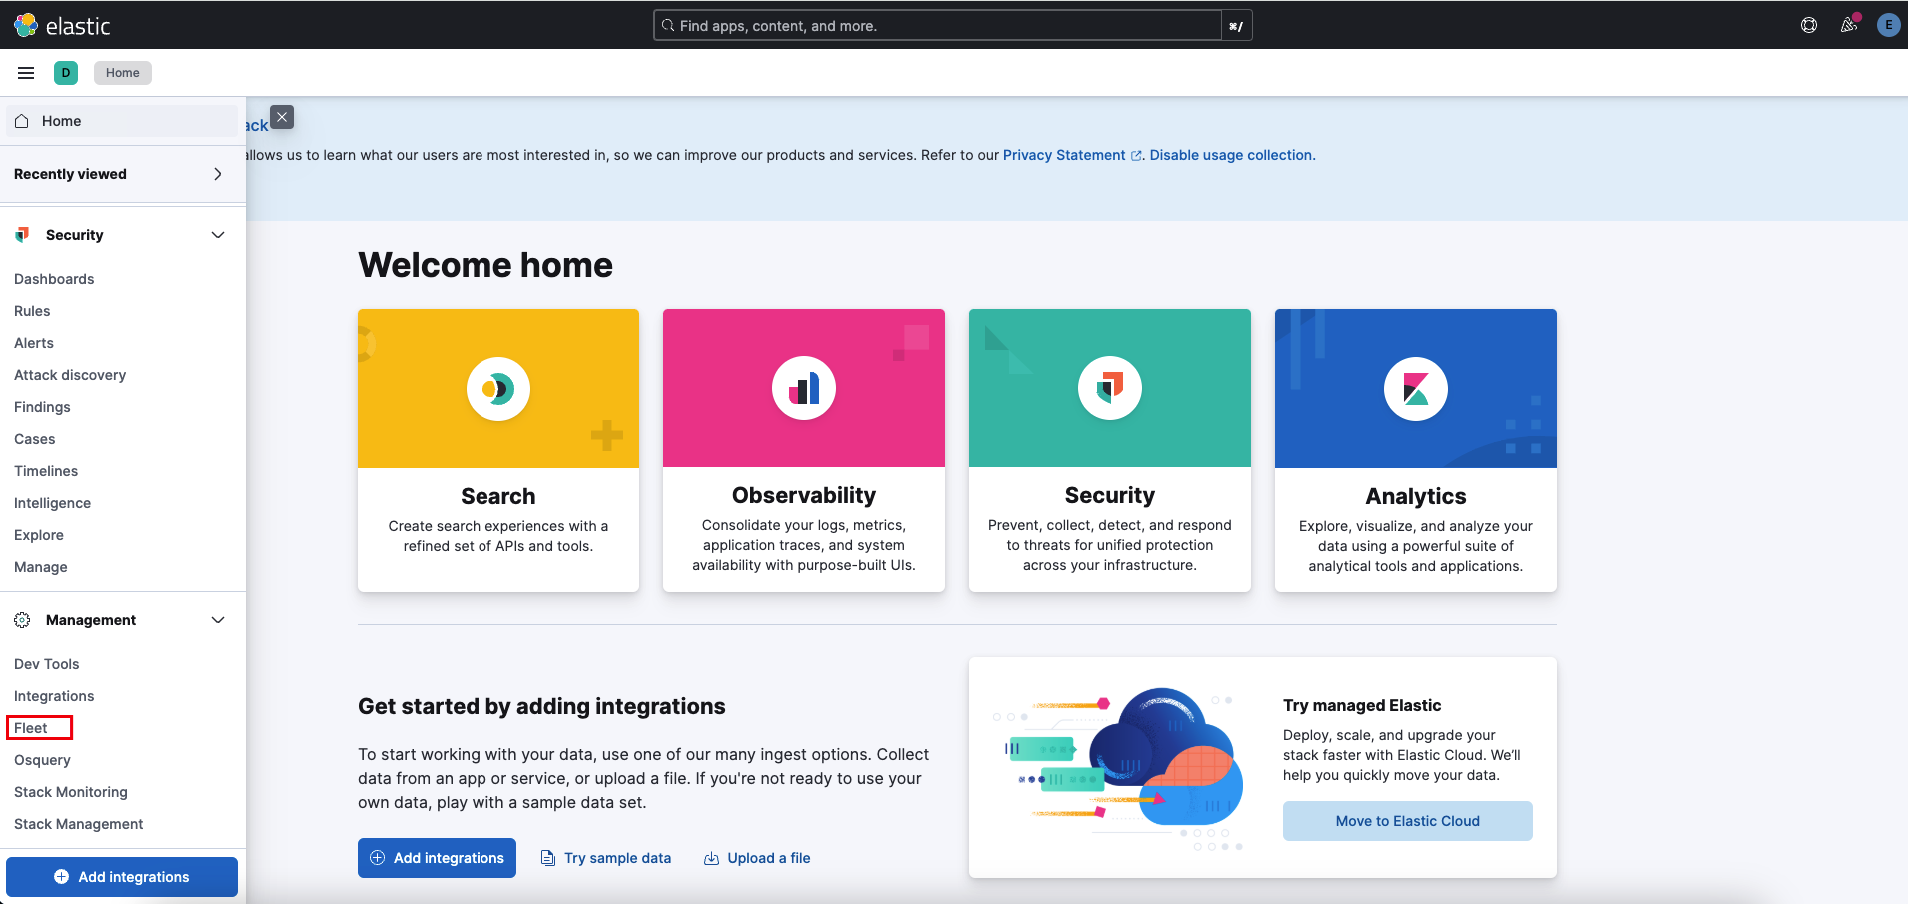 elastic
Find apps, content, and more.
⌘/
E
D
Home
Home
ack
allows us to learn what our users are most interested in, so we can improve our products and services. Refer to our Privacy Statement. Disable usage collection.
Recently viewed
Security
Dashboards
Rules
Alerts
Attack discovery
Findings
Cases
Timelines
Intelligence
Explore
Manage
Management
Dev Tools
Integrations
Fleet
Osquery
Stack Monitoring
Stack Management
Add integrations
Welcome home
Search
Create search experiences with a
refined set of APIs and tools.
Observability
Consolidate your logs, metrics,
application traces, and system
availability with purpose-built UIs.
Security
Prevent, collect, detect, and respond
to threats for unified protection
across your infrastructure.
Analytics
Explore, visualize, and analyze your
data using a powerful suite of
analytical tools and applications.
Get started by adding integrations
To start working with your data, use one of our many ingest options. Collect
data from an app or service, or upload a file. If you're not ready to use your
own data, play with a sample data set.
Add integrations
Try sample data
Upload a file
Try managed Elastic
Deploy, scale, and upgrade your
stack faster with Elastic Cloud. We’ll
help you quickly move your data.
Move to Elastic Cloud